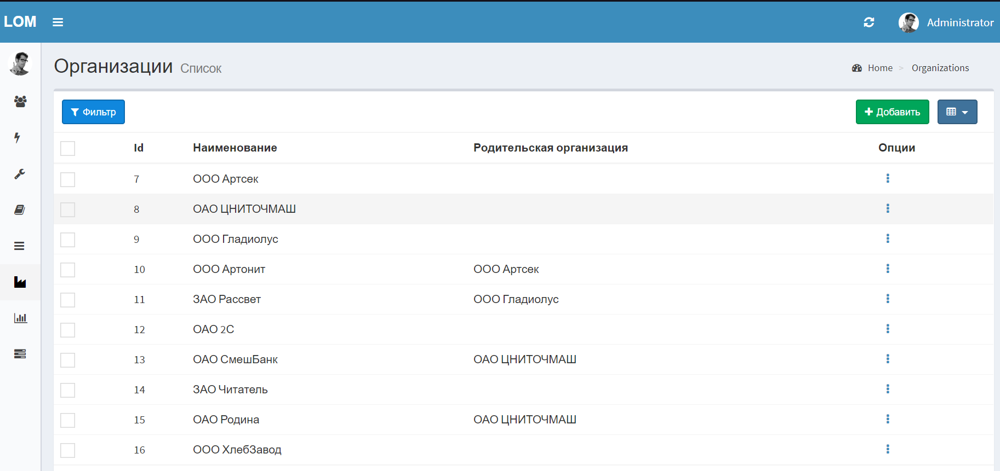 LOM
Administrator
Организации Список
Home > Organizations
Фильтр
Добавить
Id Наименование Родительская организация Опции
7 ООО Артсек
8 ОАО ЦНИТОЧМАШ
9 ООО Гладиолус
10 ООО Артонит ООО Артсек
11 ЗАО Рассвет ООО Гладиолус
12 ОАО 2С
13 ОАО СмешБанк ОАО ЦНИТОЧМАШ
14 ЗАО Читатель
15 ОАО Родина ОАО ЦНИТОЧМАШ
16 ООО ХлебЗавод